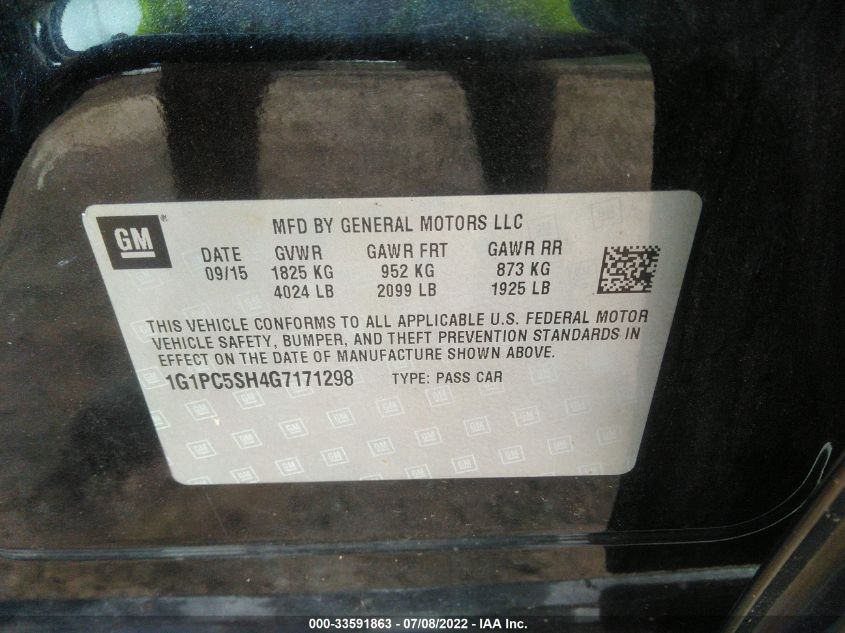 GM ®
MFD BY GENERAL MOTORS LLC
DATE GVWR GAWR FRT GAWR RR
09/15 1825 KG 952 KG 873 KG
4024 LB 2099 LB 1925 LB
THIS VEHICLE CONFORMS TO ALL APPLICABLE U.S. FEDERAL MOTOR
VEHICLE SAFETY, BUMPER, AND THEFT PREVENTION STANDARDS IN
EFFECT ON THE DATE OF MANUFACTURE SHOWN ABOVE.
1G1PC5SH4G7171298 TYPE: PASS CAR
000-33591863 - 07/08/2022 - IAA Inc.